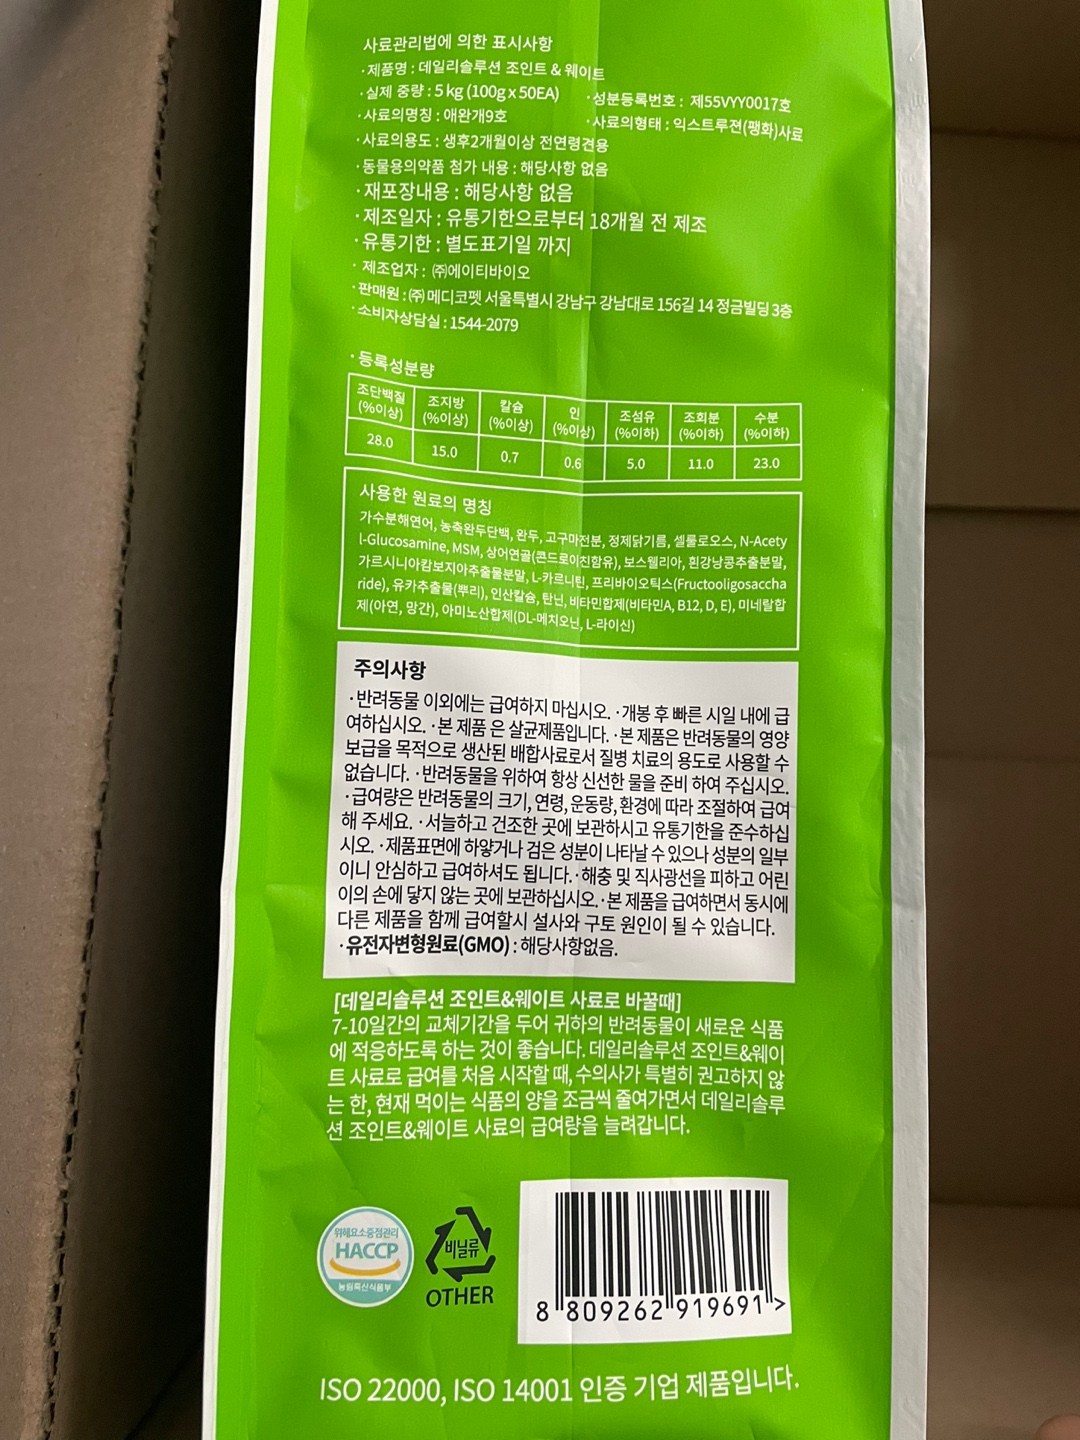 사료관리법에 의한 표시사항
·제품명 : 데일리솔루션 조인트 & 웨이트
·실제 중량 : 5 kg (100g x 50EA) ·성분등록번호 : 제55VYY0017호
·사료의명칭 : 애완개9호 ·사료의형태 : 익스트루젼(팽화)사료
·사료의용도 : 생후2개월이상 전연령견용
·동물용의약품 첨가 내용 : 해당사항 없음
·재포장내용 : 해당사항 없음
·제조일자 : 유통기한으로부터 18개월 전 제조
·유통기한 : 별도표기일 까지
·제조업자 : ㈜에이티바이오
·판매원 : ㈜ 메디코펫 서울특별시 강남구 강남대로 156길 14 정금빌딩 3층
·소비자상담실 : 1544-2079
·등록성분량
조단백질 (%이상) 조지방 (%이상) 칼슘 (%이상) 인 (%이상) 조섬유 (%이하) 조회분 (%이하) 수분 (%이하)
28.0 15.0 0.7 0.6 5.0 11.0 23.0
사용한 원료의 명칭
가수분해연어, 농축완두단백, 완두, 고구마전분, 정제닭기름, 셀룰로오스, N-Acety
l-Glucosamine, MSM, 상어연골(콘드로이친함유), 보스웰리아, 흰강낭콩추출분말,
가르시니아캄보지아추출물분말, L-카르니틴, 프리바이오틱스(Fructooligosaccha
ride), 유카추출물(뿌리), 인산칼슘, 탄닌, 비타민합제(비타민A, B12, D, E), 미네랄합
제(아연, 망간), 아미노산합제(DL-메치오닌, L-라이신)
주의사항
·반려동물 이외에는 급여하지 마십시오. ·개봉 후 빠른 시일 내에 급
여하십시오. ·본 제품 은 살균제품입니다. ·본 제품은 반려동물의 영양
보급을 목적으로 생산된 배합사료로서 질병 치료의 용도로 사용할 수
없습니다. ·반려동물을 위하여 항상 신선한 물을 준비 하여 주십시오.
·급여량은 반려동물의 크기, 연령, 운동량, 환경에 따라 조절하여 급여
해 주세요. ·서늘하고 건조한 곳에 보관하시고 유통기한을 준수하십
시오. ·제품표면에 하얗거나 검은 성분이 나타날 수 있으나 성분의 일부
이니 안심하고 급여하셔도 됩니다. ·해충 및 직사광선을 피하고 어린
이의 손에 닿지 않는 곳에 보관하십시오. ·본 제품을 급여하면서 동시에
다른 제품을 함께 급여할시 설사와 구토 원인이 될 수 있습니다.
·유전자변형원료(GMO) : 해당사항없음.
[데일리솔루션 조인트&웨이트 사료로 바꿀때]
7-10일간의 교체기간을 두어 귀하의 반려동물이 새로운 식품
에 적응하도록 하는 것이 좋습니다. 데일리솔루션 조인트&웨이
트 사료로 급여를 처음 시작할 때, 수의사가 특별히 권고하지 않
는 한, 현재 먹이는 식품의 양을 조금씩 줄여가면서 데일리솔루
션 조인트&웨이트 사료의 급여량을 늘려갑니다.
위해요소중점관리
HACCP
농림축산식품부
비닐류
OTHER
8 809262 919691 >
ISO 22000, ISO 14001 인증 기업 제품입니다.